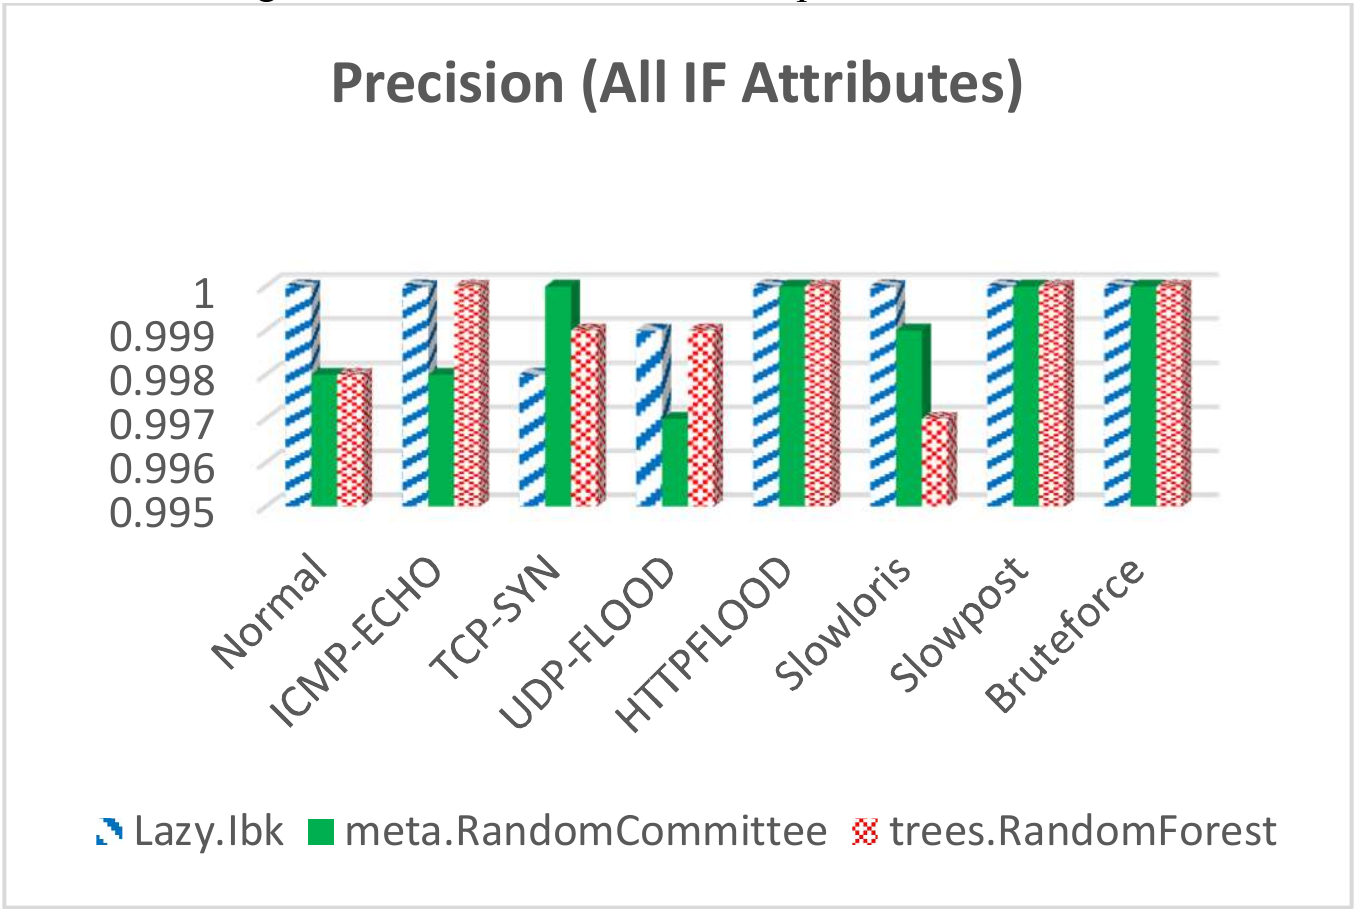 Precision (All IF Attributes)
1
0.999
0.998
0.997
0.996
0.995
Normal
ICMP-ECHO
TCP-SYN
UDP-FLOOD
HTTPFLOOD
Slowloris
Slowpost
Bruteforce
Lazy.Ibk meta.RandomCommittee trees.RandomForest